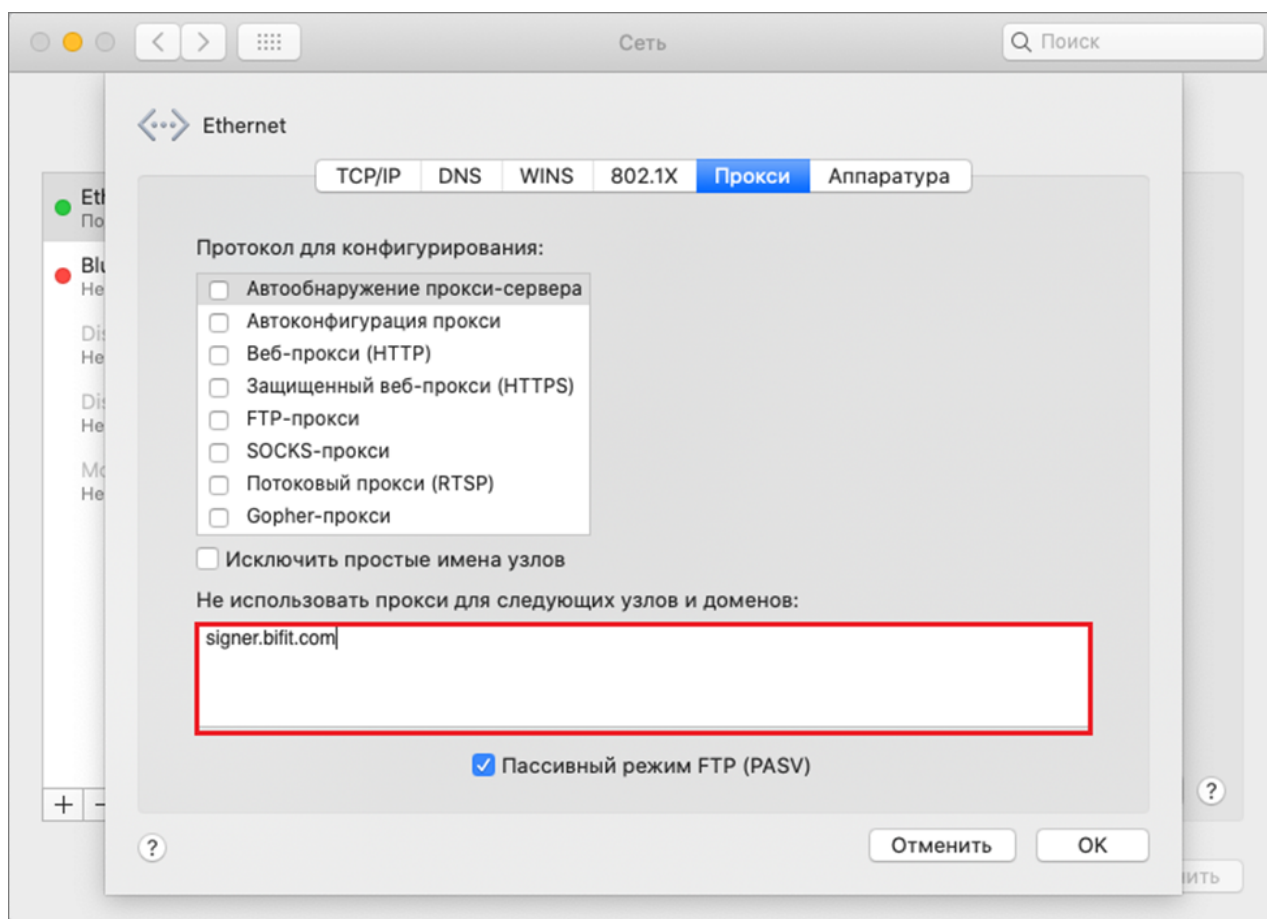 Сеть
Поиск
Ethernet
TCP/IP DNS WINS 802.1X Прокси Аппаратура
Протокол для конфигурирования:
Автообнаружение прокси-сервера
Автоконфигурация прокси
Веб-прокси (HTTP)
Защищенный веб-прокси (HTTPS)
FTP-прокси
SOCKS-прокси
Потоковый прокси (RTSP)
Gopher-прокси
Исключить простые имена узлов
Не использовать прокси для следующих узлов и доменов:
signer.bifit.com
Пассивный режим FTP (PASV)
?
?
Отменить OK